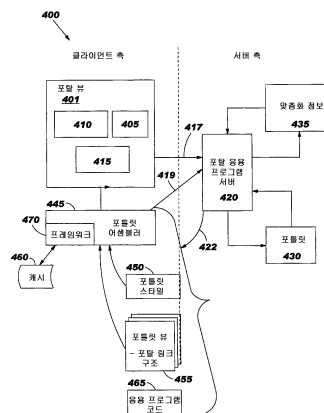 400
클라이언트 측
서버 측
포탈 뷰
401
410
405
415
417
419
맞춤화 정보
435
포탈 응용
프로그램
서버
420
445
포틀릿
어셈블러
470
프레임워크
460
캐시
422
포틀릿
430
450
포틀릿
스타일
포틀릿 뷰
- 포탈 링크
구조
455
465
응용 프로그램
코드